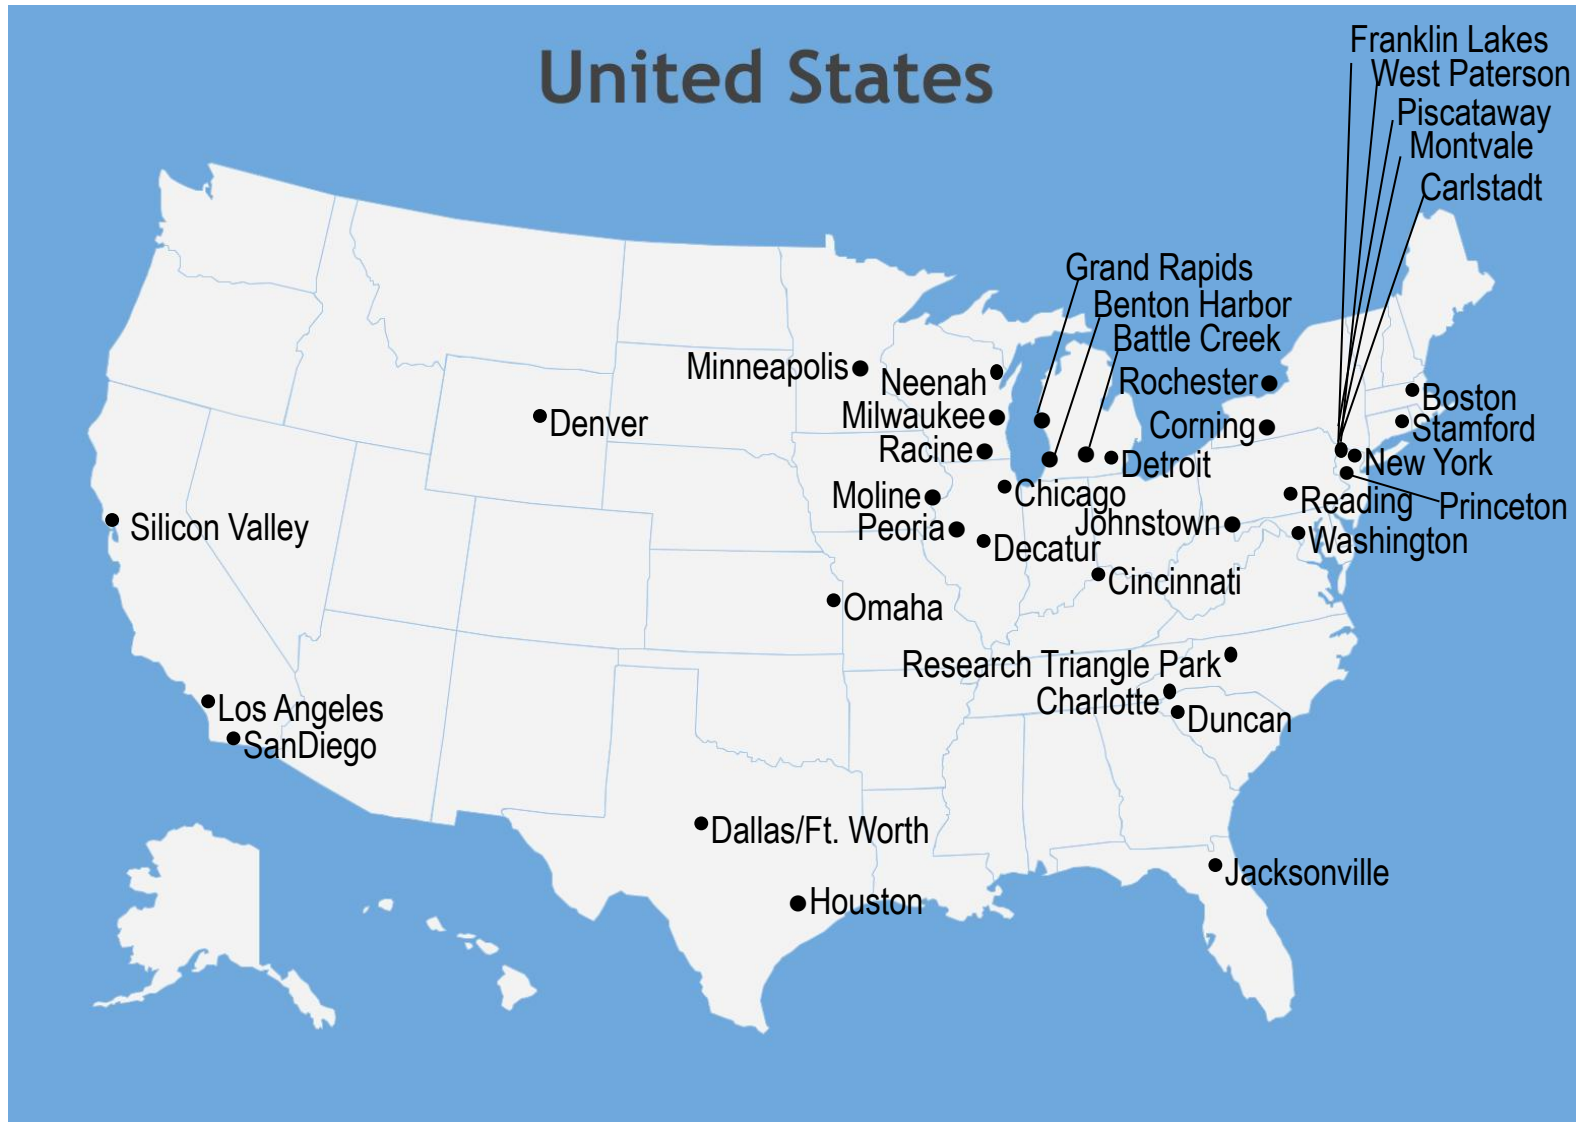 United States
Franklin Lakes
West Paterson
Piscataway
Montvale
Carlstadt
Grand Rapids
Benton Harbor
Battle Creek
Minneapolis
Neenah
Rochester
Milwaukee
Boston
Denver
Corning
Stamford
Racine
Detroit
New York
Moline
Chicago
Reading
Princeton
Silicon Valley
Peoria
Johnstown
Decatur
Washington
Cincinnati
Omaha
Research Triangle Park
Charlotte
Los Angeles
Duncan
SanDiego
Dallas/Ft. Worth
Jacksonville
Houston